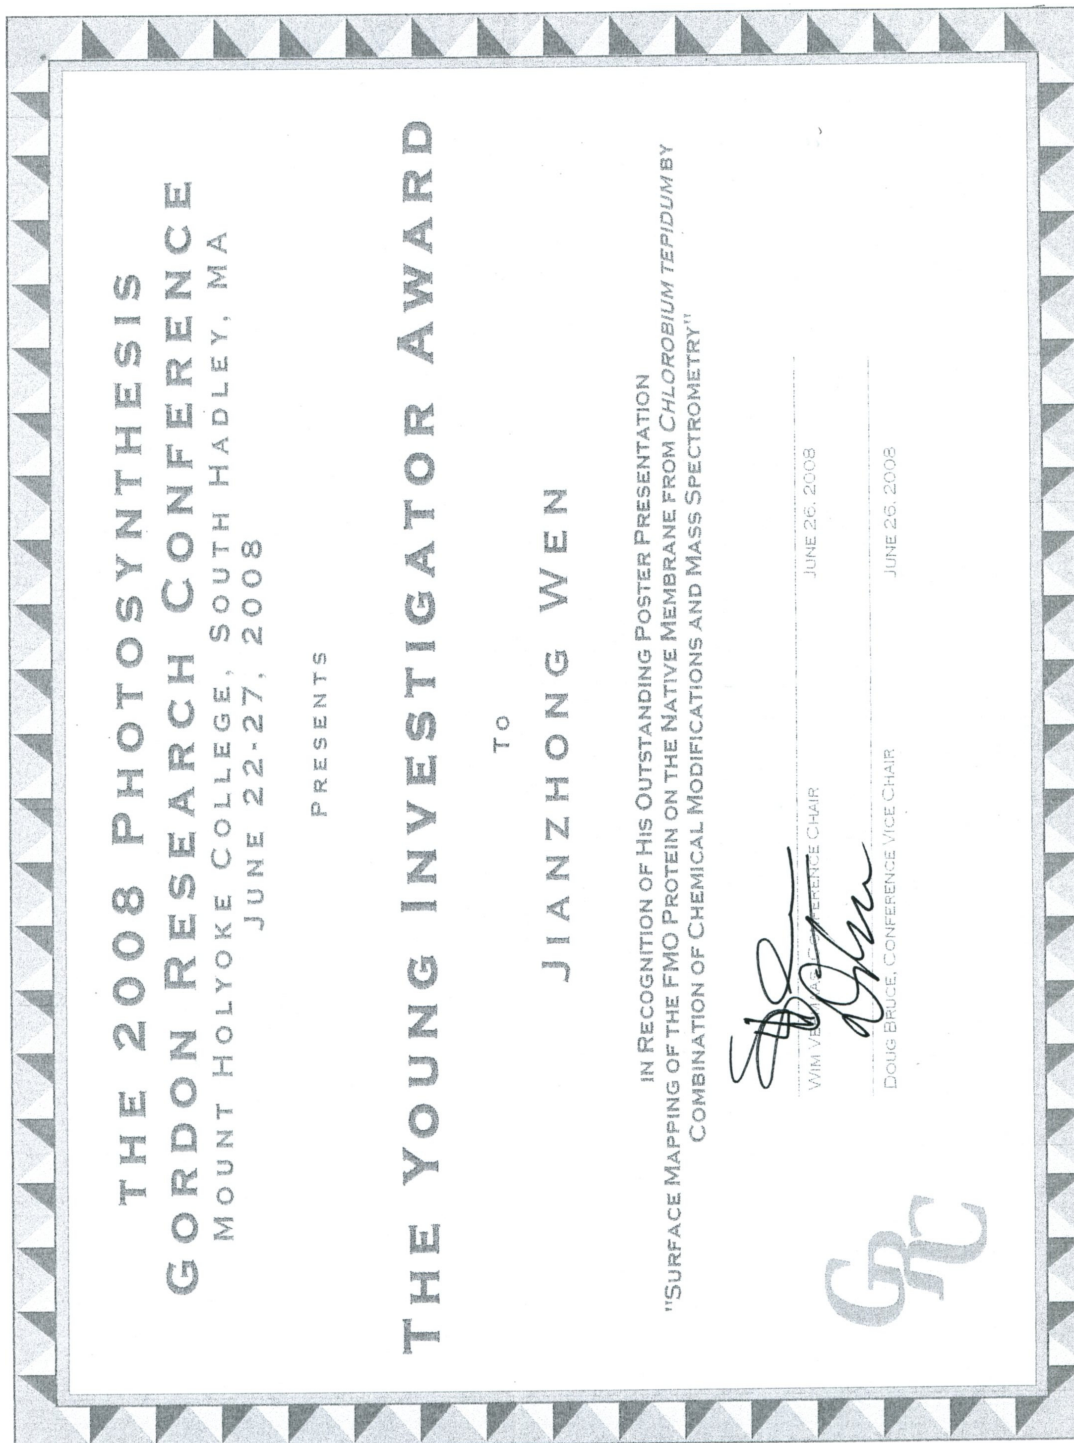 THE 2008 PHOTOSYNTHESIS
GORDON RESEARCH CONFERENCE
MOUNT HOLYOKE COLLEGE, SOUTH HADLEY, MA
JUNE 22-27, 2008
PRESENTS
THE YOUNG INVESTIGATOR AWARD
TO
JIANZHONG WEN
IN RECOGNITION OF HIS OUTSTANDING POSTER PRESENTATION
"SURFACE MAPPING OF THE FMO PROTEIN ON THE NATIVE MEMBRANE FROM CHLOROBIUM TEPIDUM BY
COMBINATION OF CHEMICAL MODIFICATIONS AND MASS SPECTROMETRY"
WIM CONFERENCE CHAIR JUNE 26, 2008
DOUG BRUCE, CONFERENCE VICE CHAIR JUNE 26, 2008
GRC